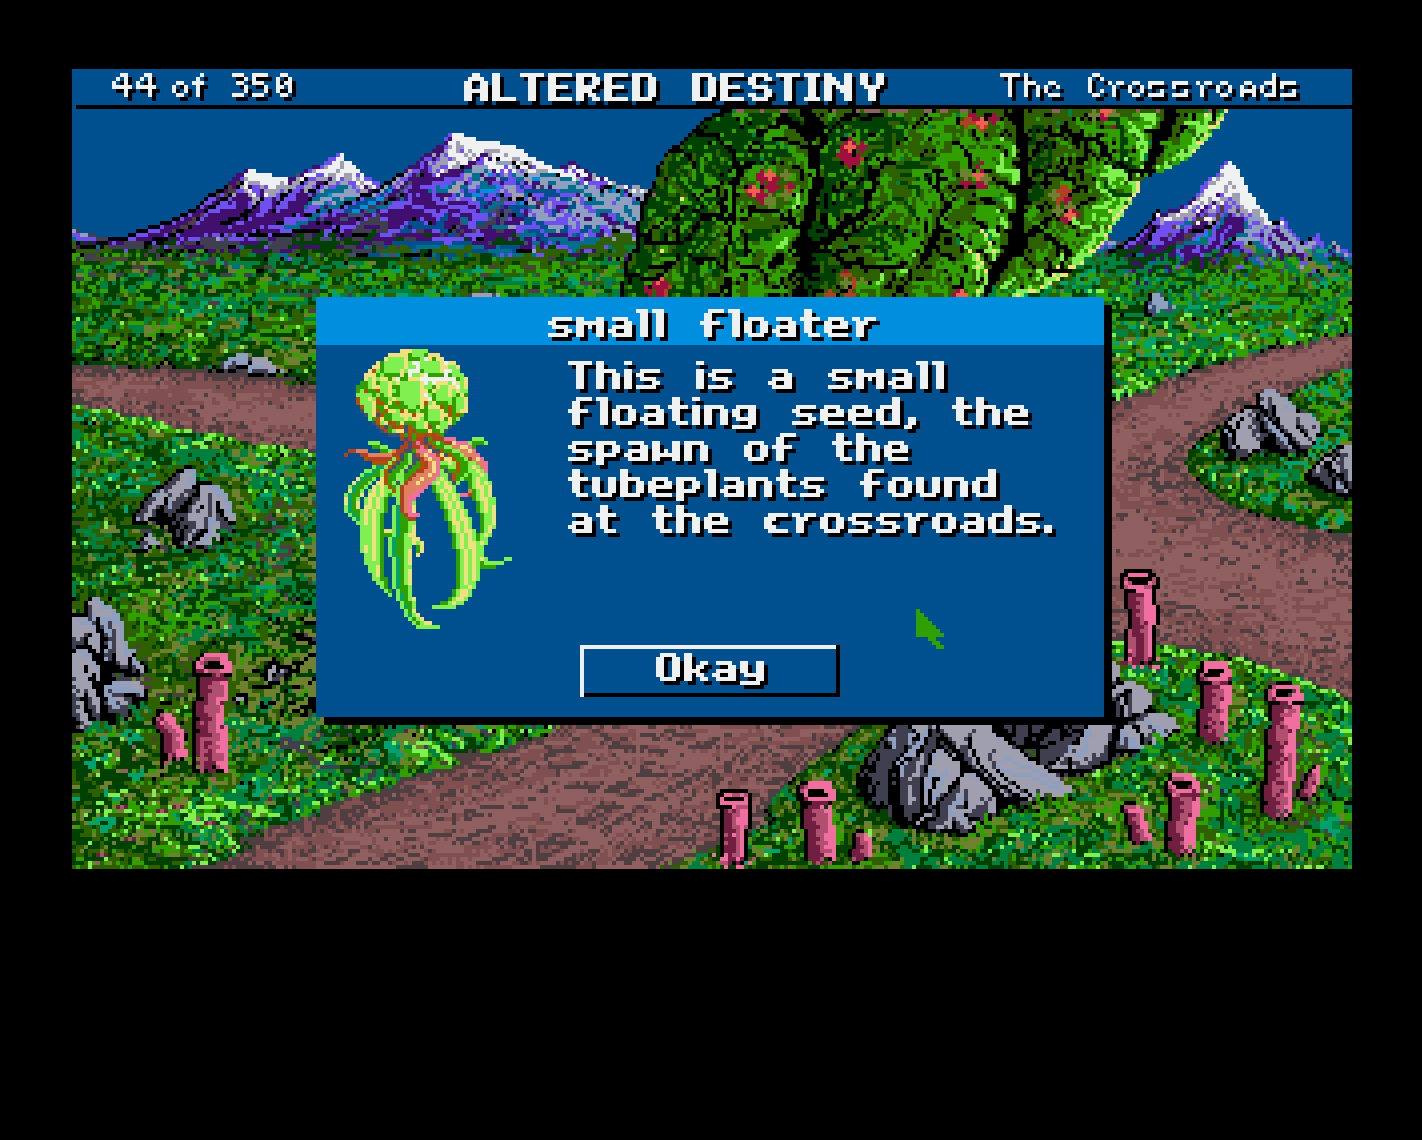 44 of 350 ALTERED DESTINY The Crossroads
small floater
This is a small
floating seed, the
spawn of the
tubeplants found
at the crossroads.
Okay